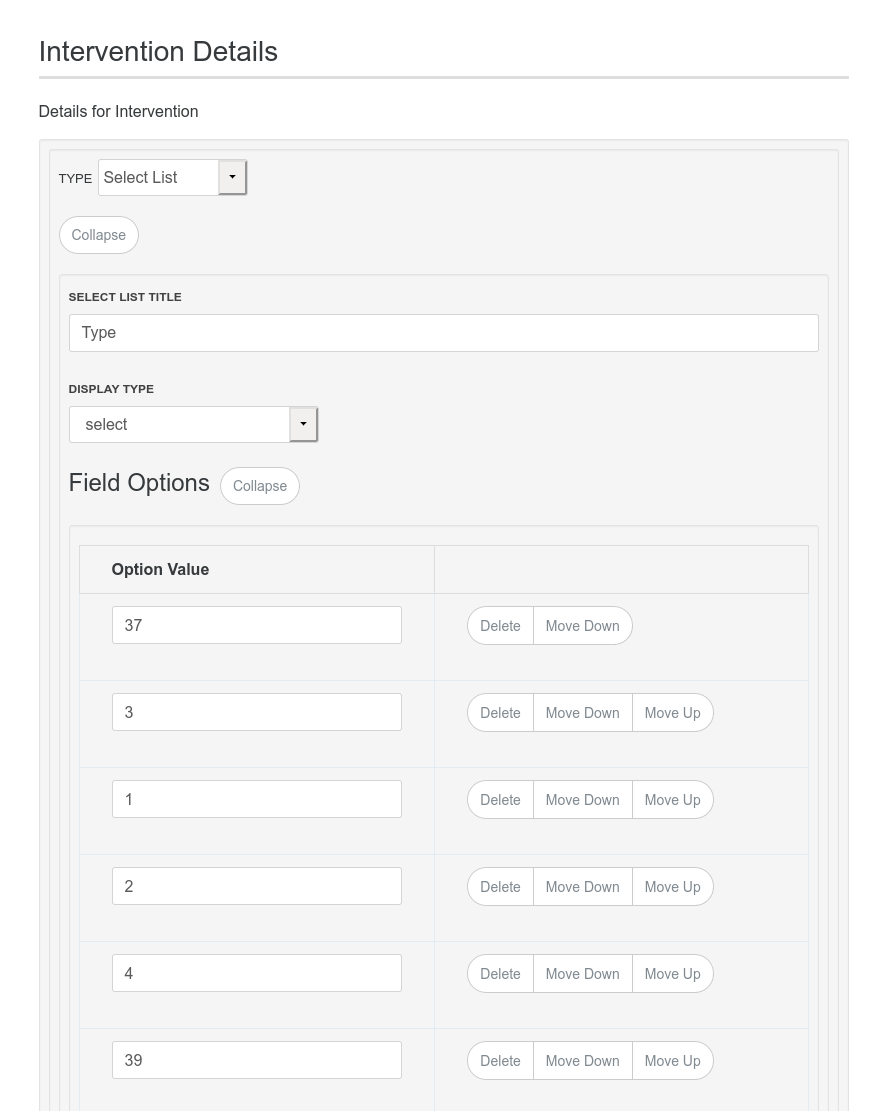 Intervention Details
Details for Intervention
TYPE Select List
Collapse
SELECT LIST TITLE
Type
DISPLAY TYPE
select
Field Options Collapse
Option Value
37 Delete Move Down
3 Delete Move Down Move Up
1 Delete Move Down Move Up
2 Delete Move Down Move Up
4 Delete Move Down Move Up
39 Delete Move Down Move Up